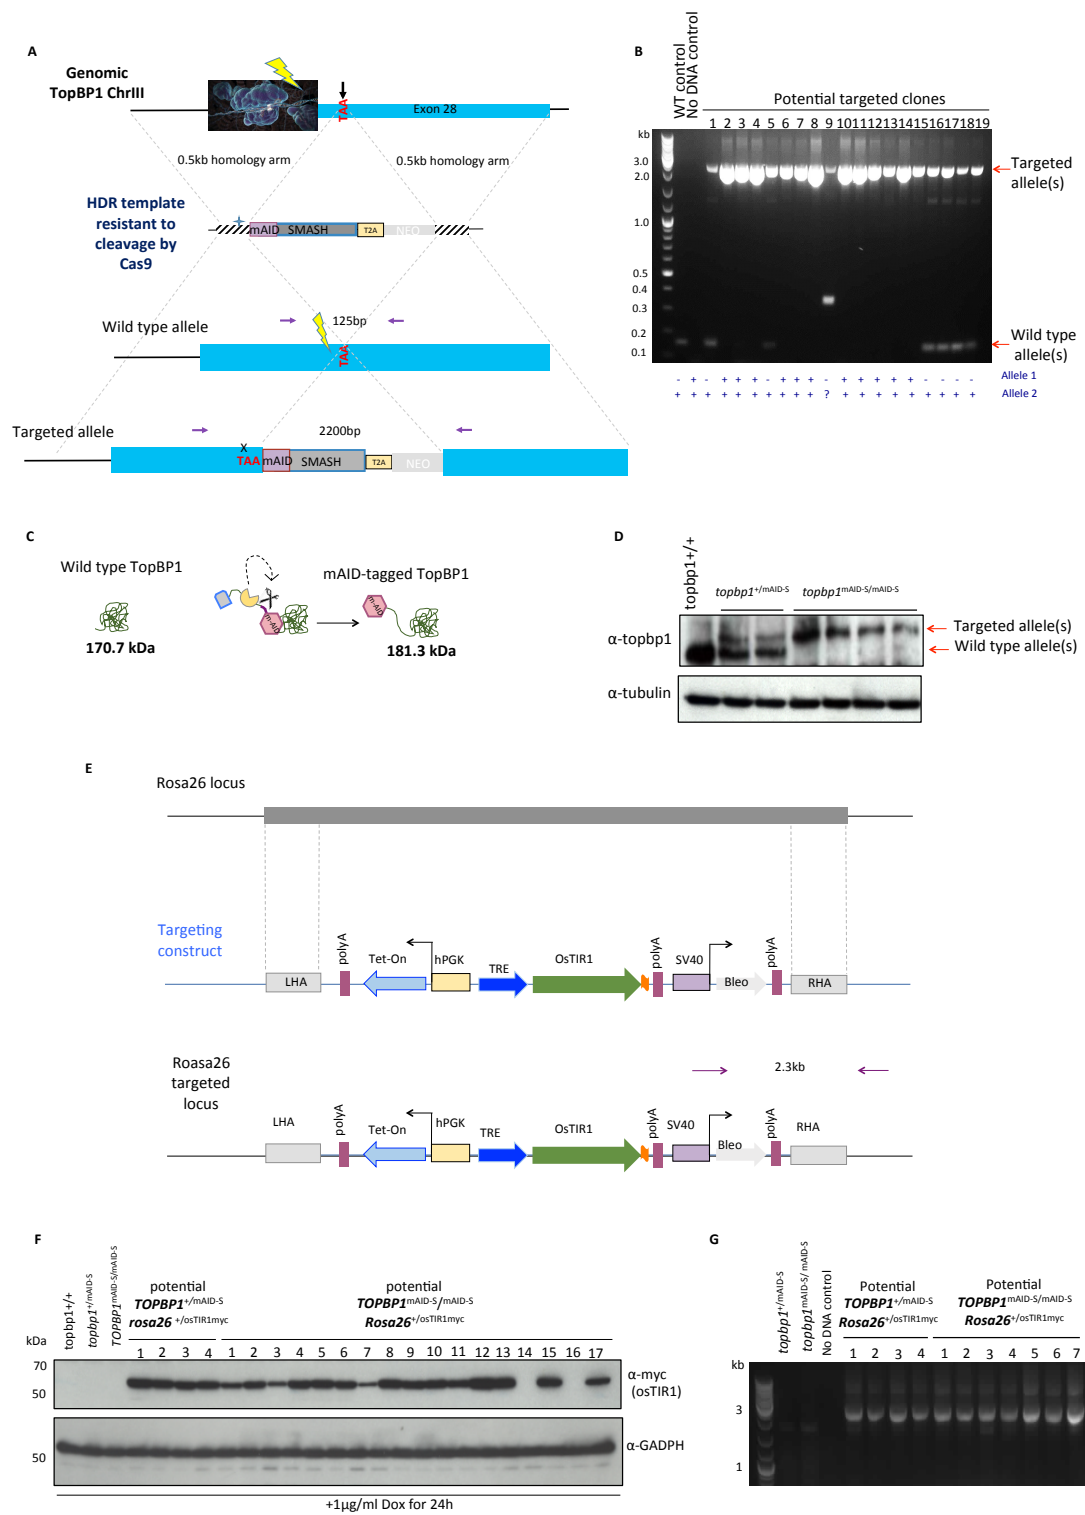 A
Genomic
TopBP1 ChrIII
TAA
Exon 28
0.5kb homology arm
0.5kb homology arm
HDR template
resistant to
cleavage by
Cas9
mAID
SMASH
T2A
NEO
Wild type allele
125bp
TAA
Targeted allele
2200bp
X
TAA
mAID
SMASH
T2A
NEO
B
WT control
No DNA control
Potential targeted clones
1 2 3 4 5 6 7 8 9 10 11 12 13 14 15 16 17 18 19
kb
3.0
2.0
1.0
0.5
0.4
0.3
0.2
0.1
Targeted
allele(s)
Wild type
allele(s)
- + - + + + - + + + - + + + + + - - - - Allele 1
+ + + + + + + + ? + + + + + + + + + Allele 2
C
Wild type TopBP1
170.7 kDa
m-AID
mAID-tagged TopBP1
m-AID
181.3 kDa
D
topbp1+/+
topbp1+/mAID-S
topbp1mAID-S/mAID-S
α-topbp1
Targeted allele(s)
Wild type allele(s)
α-tubulin
E
Rosa26 locus
Targeting
construct
LHA
polyA
Tet-On
hPGK
TRE
OsTIR1
polyA
SV40
Bleo
polyA
RHA
Roasa26
targeted
locus
2.3kb
LHA
polyA
Tet-On
hPGK
TRE
OsTIR1
polyA
SV40
Bleo
polyA
RHA
F
topbp1+/+
topbp1+/mAID-S
TOPBP1mAID-S/mAID-S
potential
TOPBP1+/mAID-S
rosa26 +/osTIR1myc
potential
TOPBP1mAID-S/mAID-S
Rosa26+/osTIR1myc
kDa
1 2 3 4 1 2 3 4 5 6 7 8 9 10 11 12 13 14 15 16 17
70
50
α-myc
(osTIR1)
50
α-GADPH
+1μg/ml Dox for 24h
G
topbp1+/mAID-S
topbp1mAID-S/ mAID-S
No DNA control
Potential
TOPBP1+/mAID-S
Rosa26+/osTIR1myc
Potential
TOPBP1mAID-S/mAID-S
Rosa26+/osTIR1myc
1 2 3 4 1 2 3 4 5 6 7
kb
3
1